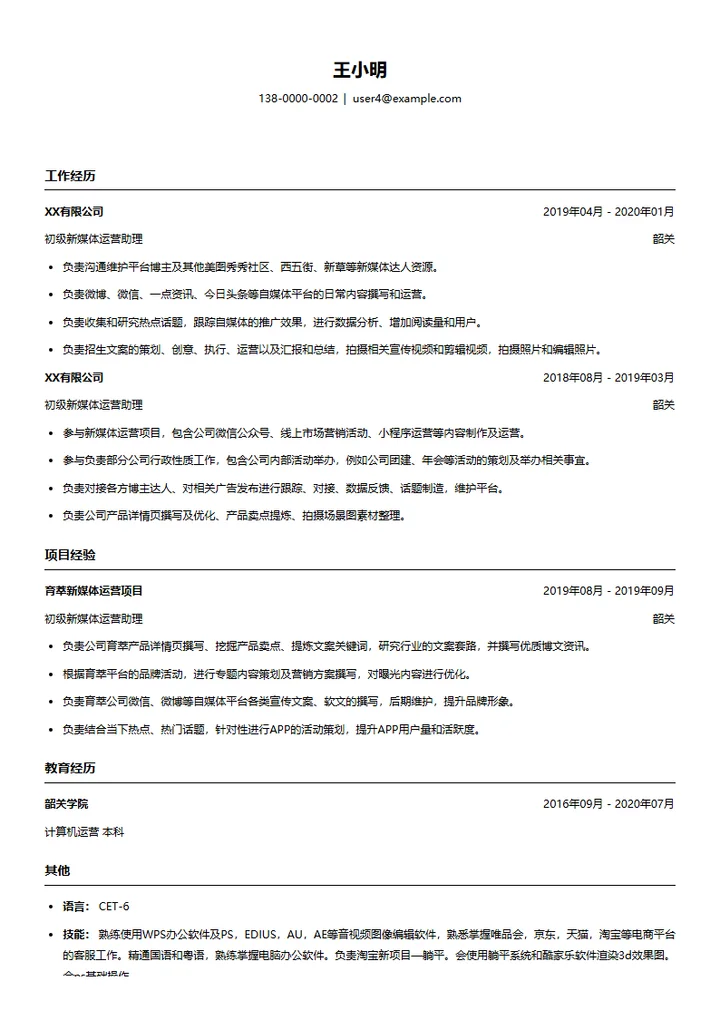 王小明
138-0000-0002 | user4@example.com
工作经历
XX有限公司 2019年04月 - 2020年01月
初级新媒体运营助理 韶关
• 负责沟通维护平台博主及其他美图秀秀社区、西五街、新草等新媒体达人资源。
• 负责微博、微信、一点资讯、今日头条等自媒体平台的日常内容撰写和运营。
• 负责收集和研究热点话题，跟踪自媒体的推广效果，进行数据分析、增加阅读量和用户。
• 负责招生文案的策划、创意、执行、运营以及汇报和总结，拍摄相关宣传视频和剪辑视频，拍摄照片和编辑照片。
XX有限公司 2018年08月 - 2019年03月
初级新媒体运营助理 韶关
• 参与新媒体运营项目，包含公司微信公众号、线上市场营销活动、小程序运营等内容制作及运营。
• 参与负责部分公司行政性质工作，包含公司内部活动举办，例如公司团建、年会等活动的策划及举办相关事宜。
• 负责对接各方博主达人、对相关广告发布进行跟踪、对接、数据反馈、话题制造，维护平台。
• 负责公司产品详情页撰写及优化、产品卖点提炼、拍摄场景图素材整理。
项目经验
育萃新媒体运营项目 2019年08月 - 2019年09月
初级新媒体运营助理 韶关
• 负责公司育萃产品详情页撰写、挖掘产品卖点、提炼文案关键词，研究行业的文案套路，并撰写优质博文资讯。
• 根据育萃平台的品牌活动，进行专题内容策划及营销方案撰写，对曝光内容进行优化。
• 负责育萃公司微信、微博等自媒体平台各类宣传文案、软文的撰写，后期维护，提升品牌形象。
• 负责结合当下热点、热门话题，针对性进行APP的活动策划，提升APP用户量和活跃度。
教育经历
韶关学院 2016年09月 - 2020年07月
计算机运营 本科
其他
• 语言： CET-6
• 技能： 熟练使用WPS办公软件及PS，EDIUS，AU，AE等音视频图像编辑软件，熟悉掌握唯品会，京东，天猫，淘宝等电商平台
的客服工作。精通国语和粤语，熟练掌握电脑办公软件。负责淘宝新项目—躺平。会使用躺平系统和酷家乐软件渲染3d效果图。